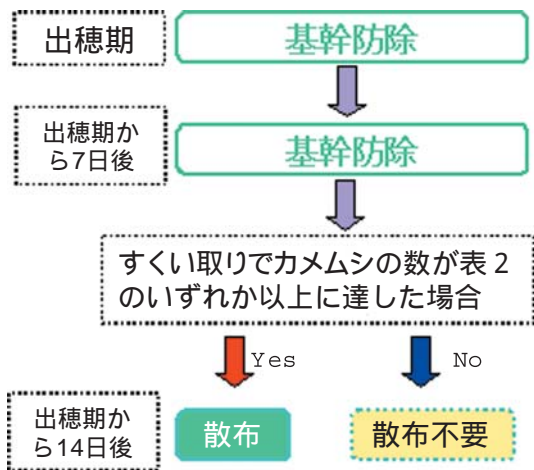 出穂期
基幹防除
出穂期か
ら7日後
基幹防除
すくい取りでカメムシの数が表2
のいずれか以上に達した場合
Yes
No
出穂期か
ら14日後
散布
散布不要